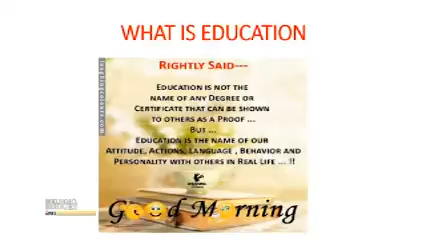 WHAT IS EDUCATION
RIGHTLY SAID---
EDUCATION IS NOT THE
NAME OF ANY DEGREE OR
CERTIFICATE THAT CAN BE SHOWN
TO OTHERS AS A PROOF ...
BUT ...
EDUCATION IS THE NAME OF OUR
ATTITUDE, ACTIONS, LANGUAGE , BEHAVIOR AND
PERSONALITY WITH OTHERS IN REAL LIFE ... !!
Good Morning